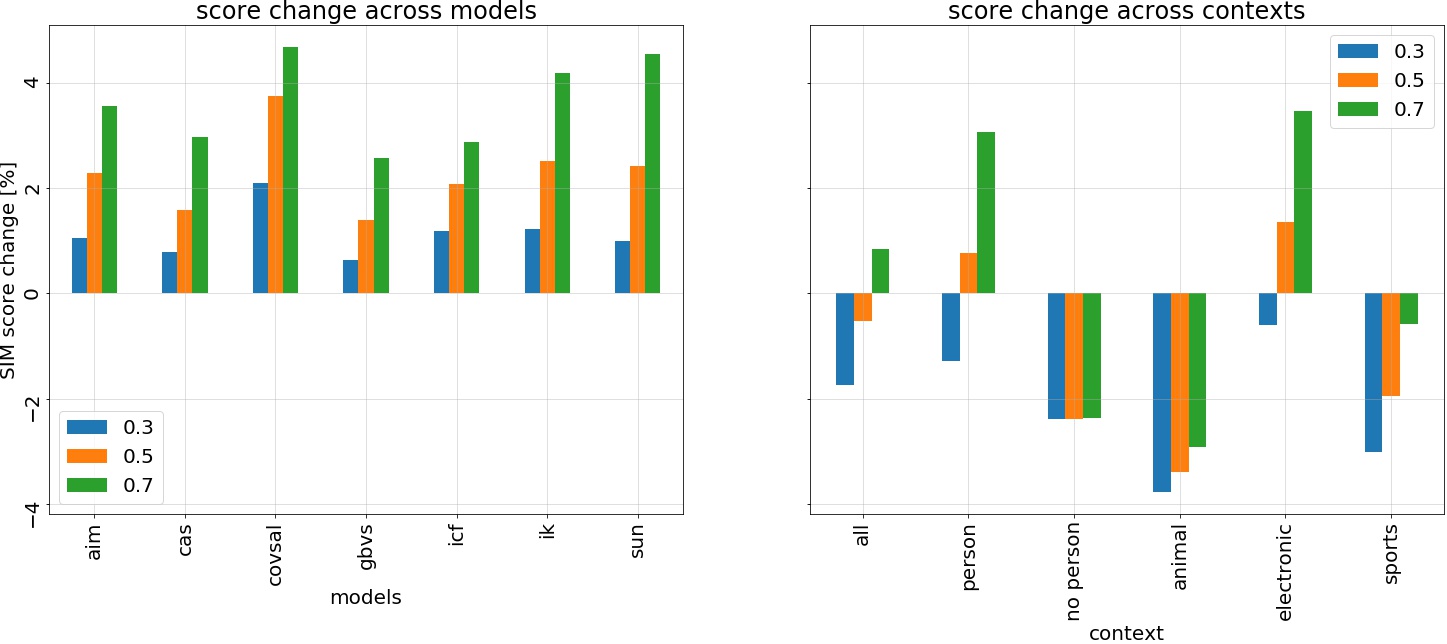 score change across models
SIM score change [%]
4
2
0
−2
−4
0.3
0.5
0.7
aim
cas
covsal
gbvs
icf
ik
sun
models
score change across contexts
0.3
0.5
0.7
all
person
no person
animal
electronic
sports
context